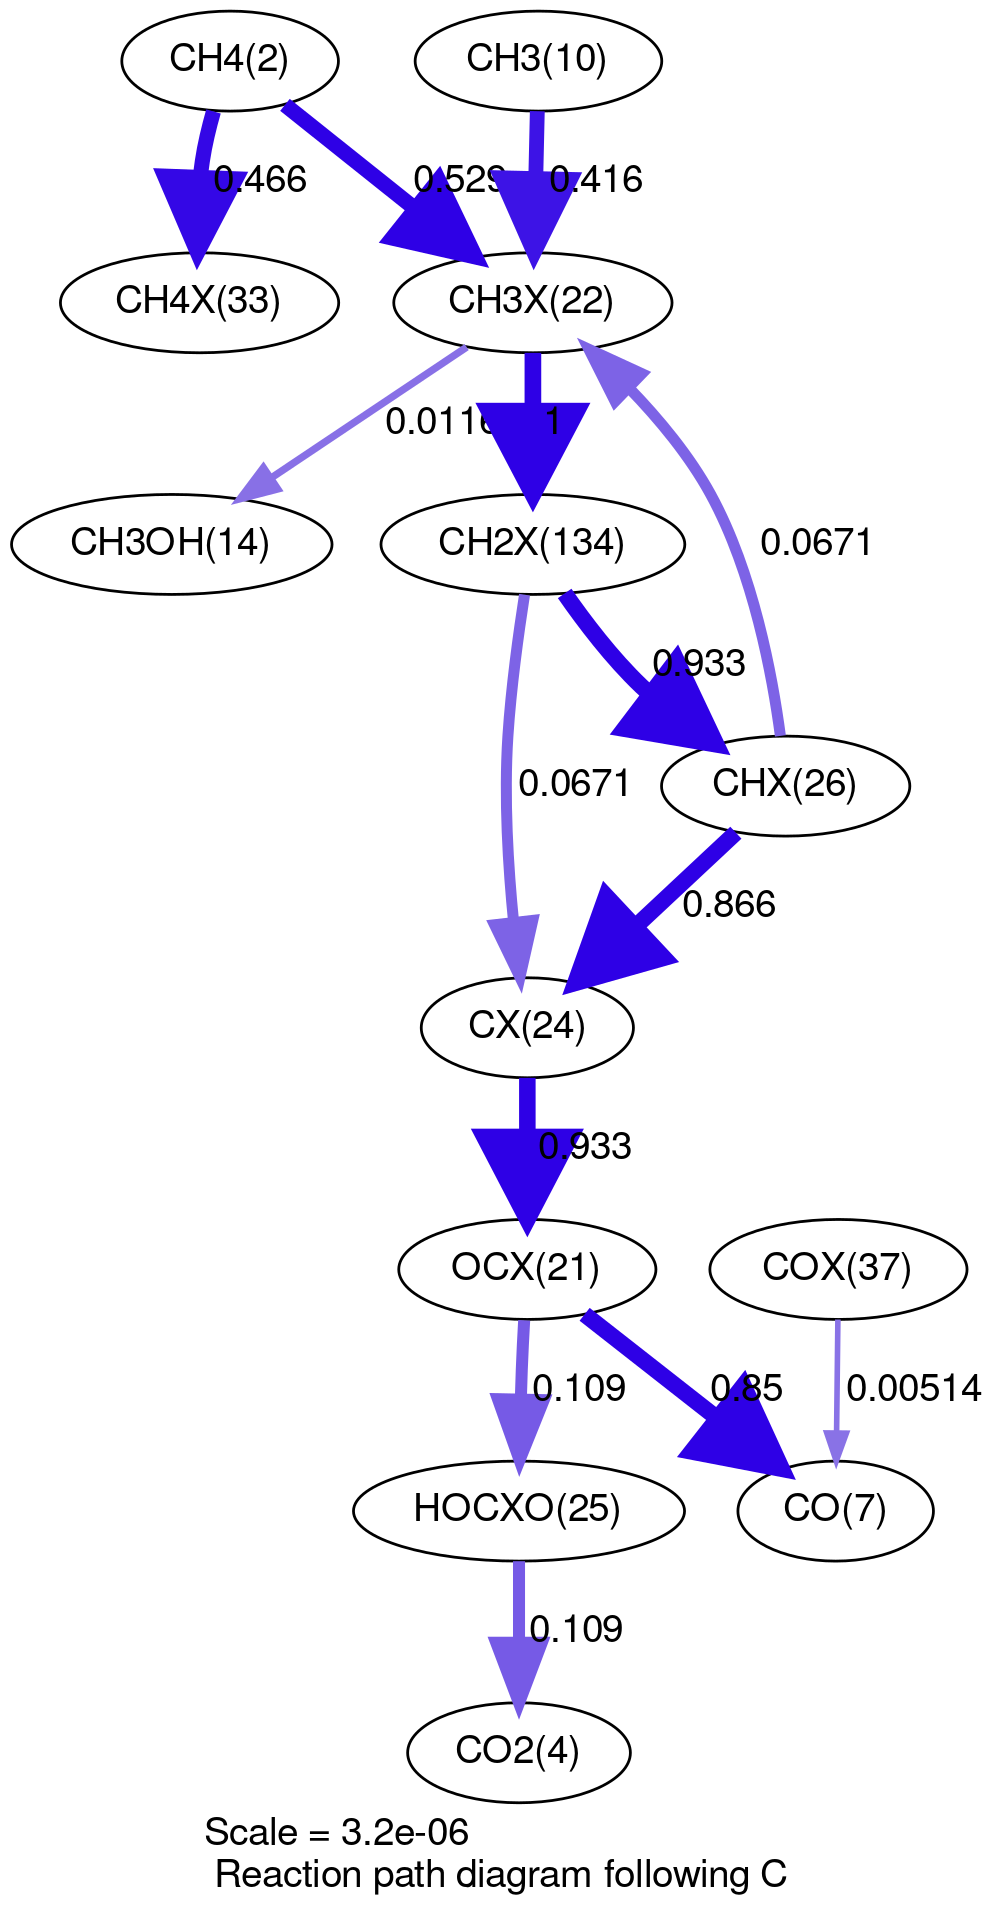 CH4(2)
CH3(10)
0.466
0.529
0.416
CH4X(33)
CH3X(22)
0.0116
1
CH3OH(14)
CH2X(134)
0.0671
0.933
0.0671
CHX(26)
0.866
CX(24)
0.933
OCX(21)
COX(37)
0.109
0.85
0.00514
HOCXO(25)
CO(7)
0.109
CO2(4)
Scale = 3.2e-06
Reaction path diagram following C